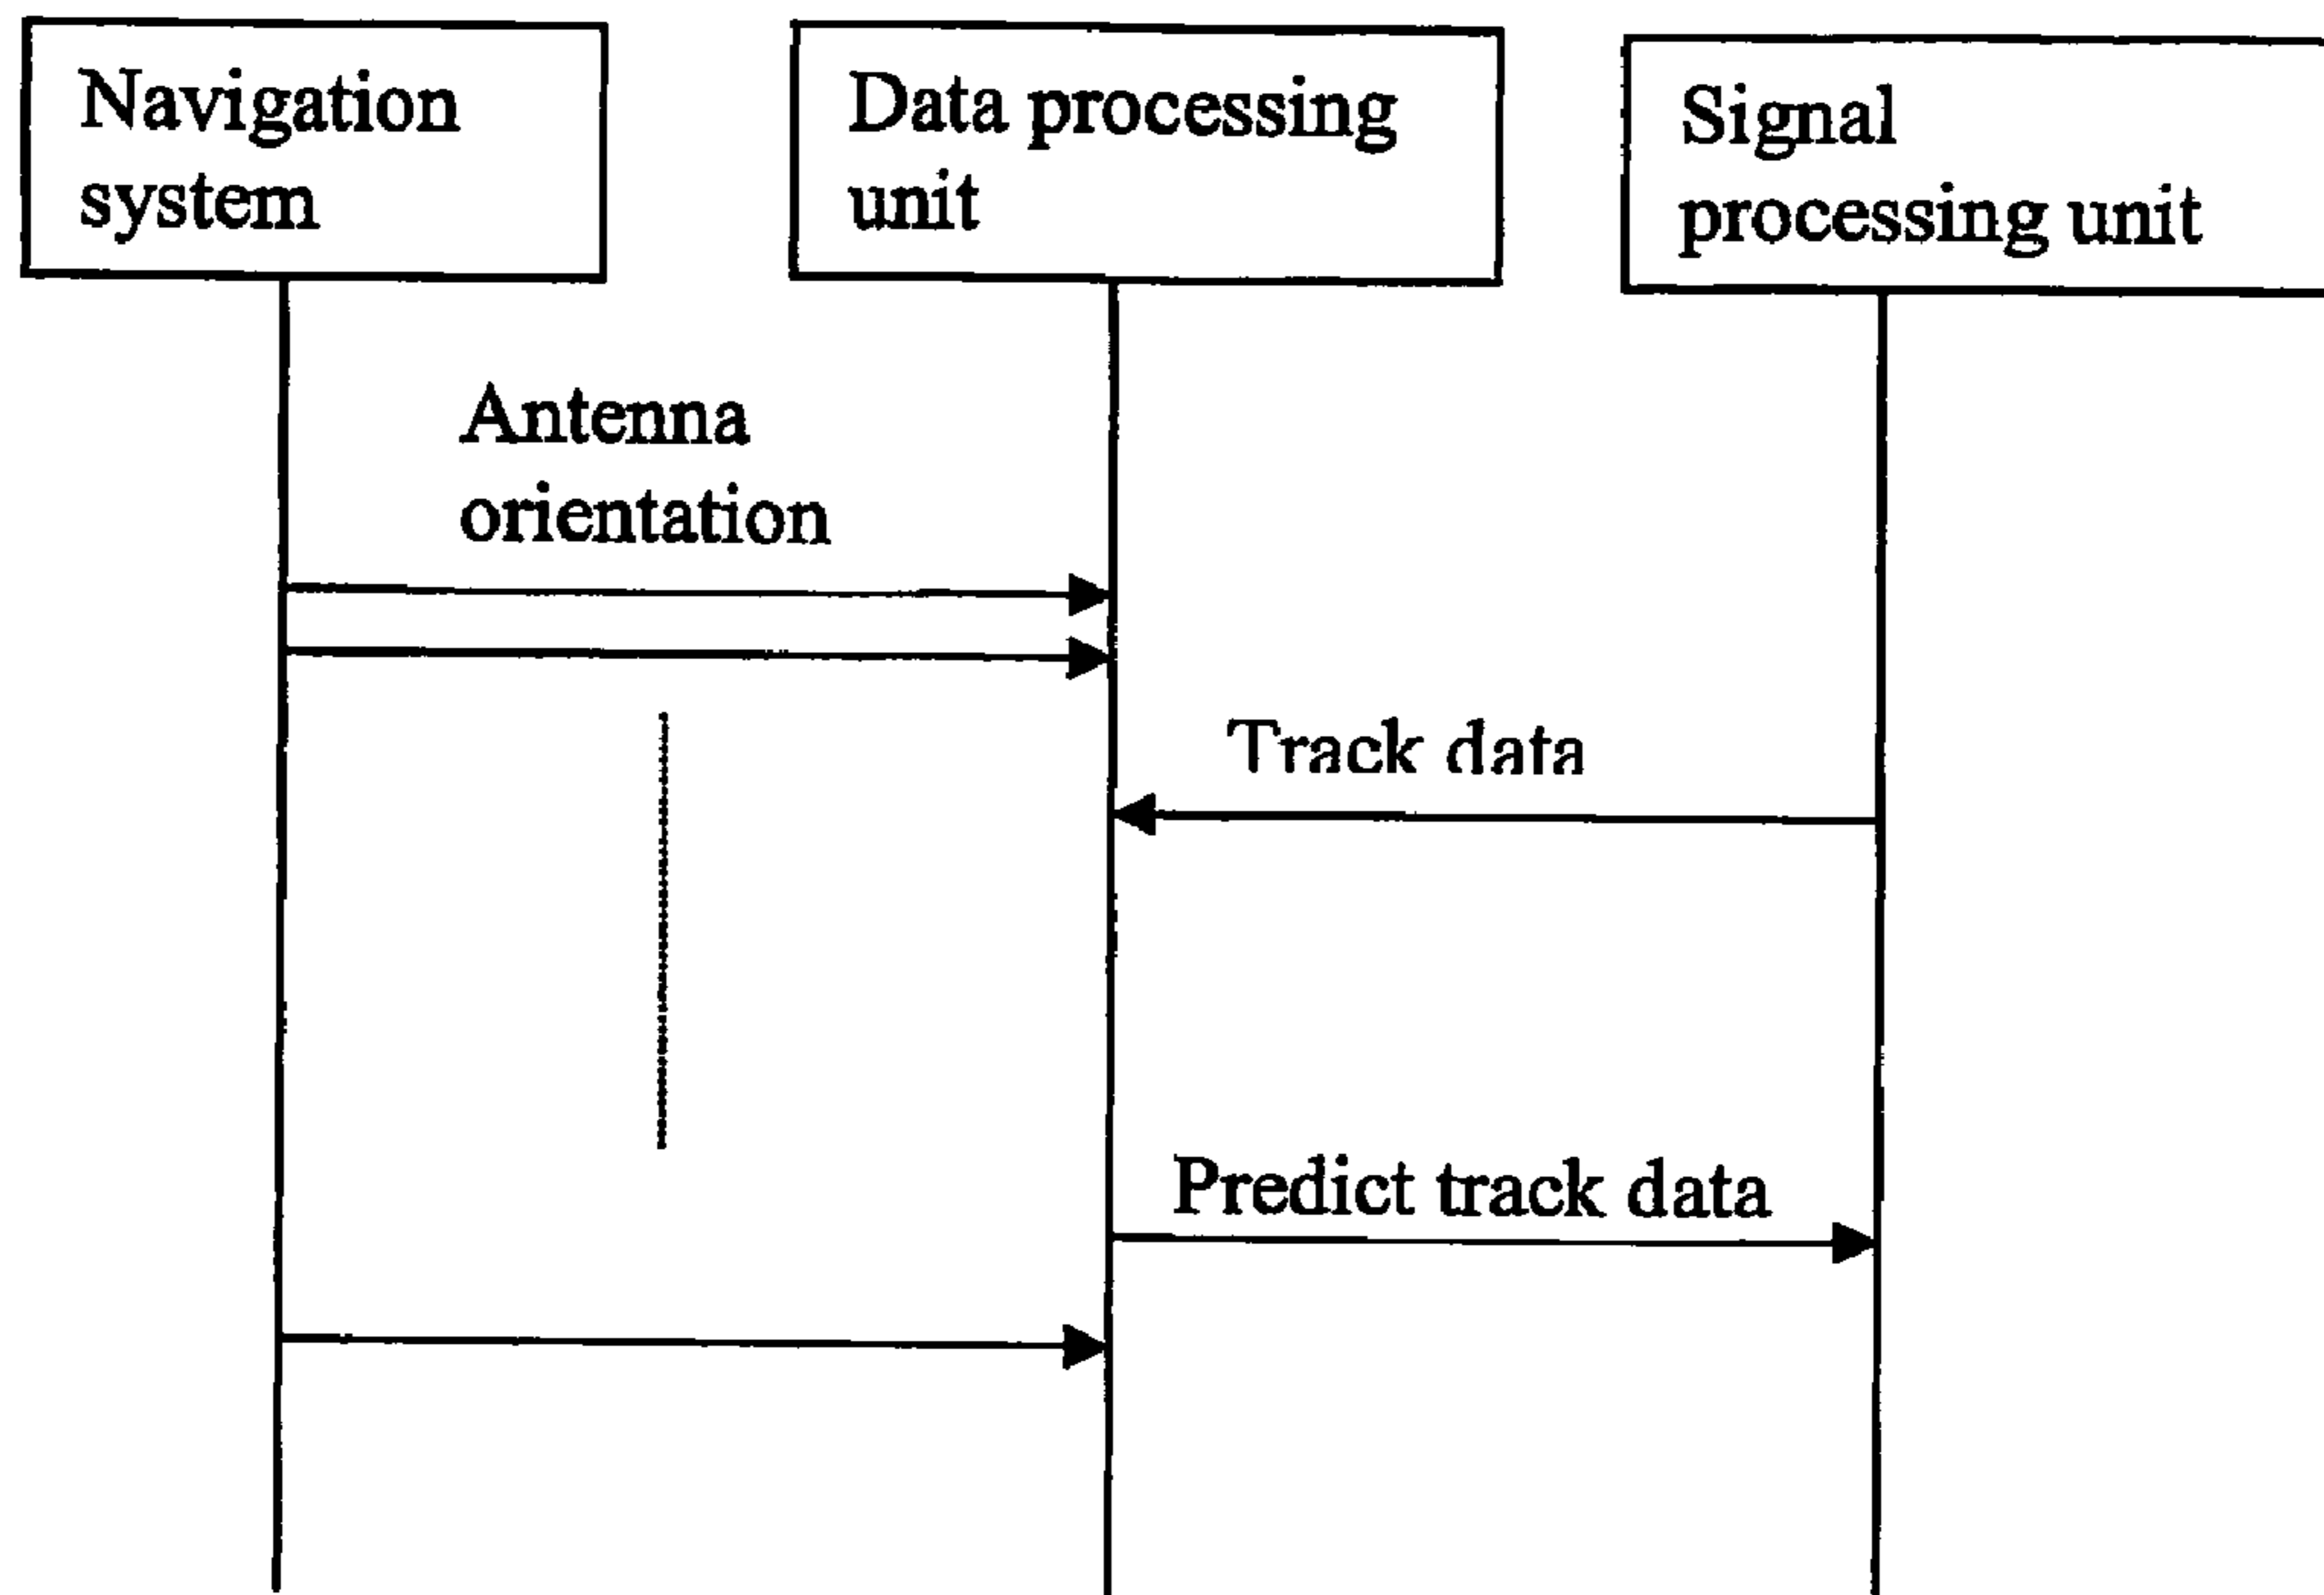 Navigation
system
Data processing
unit
Signal
processing unit
Antenna
orientation
Track data
Predict track data